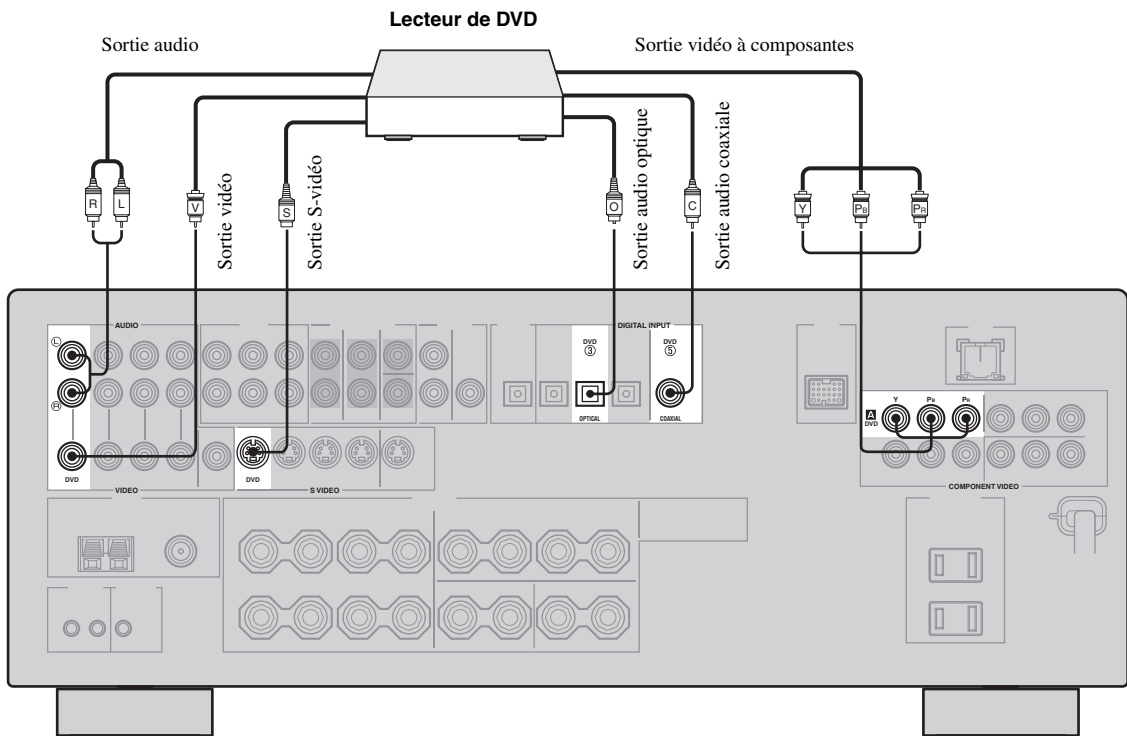 Lecteur de DVD
Sortie audio
Sortie vidéo à composantes
Sortie vidéo
Sortie S-vidéo
Sortie audio optique
Sortie audio coaxiale
R L V S O C Y PB PR
AUDIO
DIGITAL INPUT
L
R
DVD
③
DVD
⑤
OPTICAL
COAXIAL
A
DVD
Y PB PR
DVD
DVD
VIDEO
S VIDEO
COMPONENT VIDEO